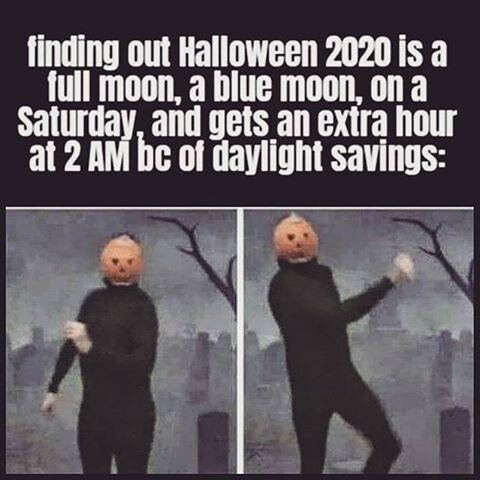 finding out Halloween 2020 is a
full moon, a blue moon, on a
Saturday, and gets an extra hour
at 2 AM bc of daylight savings: